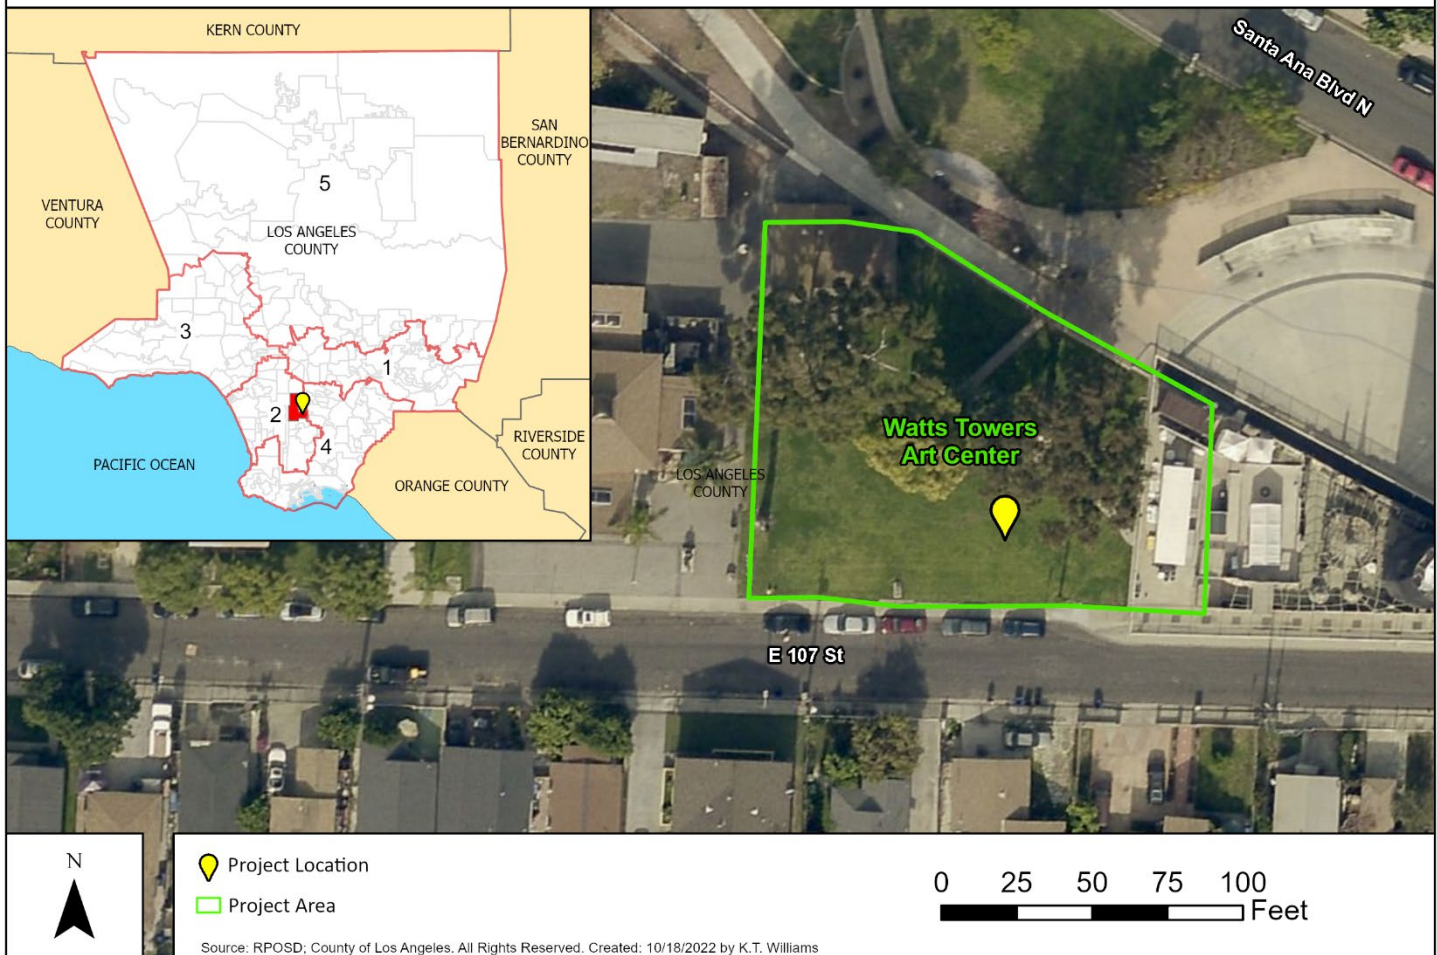 KERN COUNTY
SAN
BERNARDINO
COUNTY
VENTURA
COUNTY
5
LOS ANGELES
COUNTY
3
1
2
4
PACIFIC OCEAN
ORANGE COUNTY
RIVERSIDE
COUNTY
Santa Ana Blvd N
Watts Towers
Art Center
LOS ANGELES
COUNTY
E 107 St
N
Project Location
Project Area
0 25 50 75 100
Feet
Source: RPOSD; County of Los Angeles. All Rights Reserved. Created: 10/18/2022 by K.T. Williams